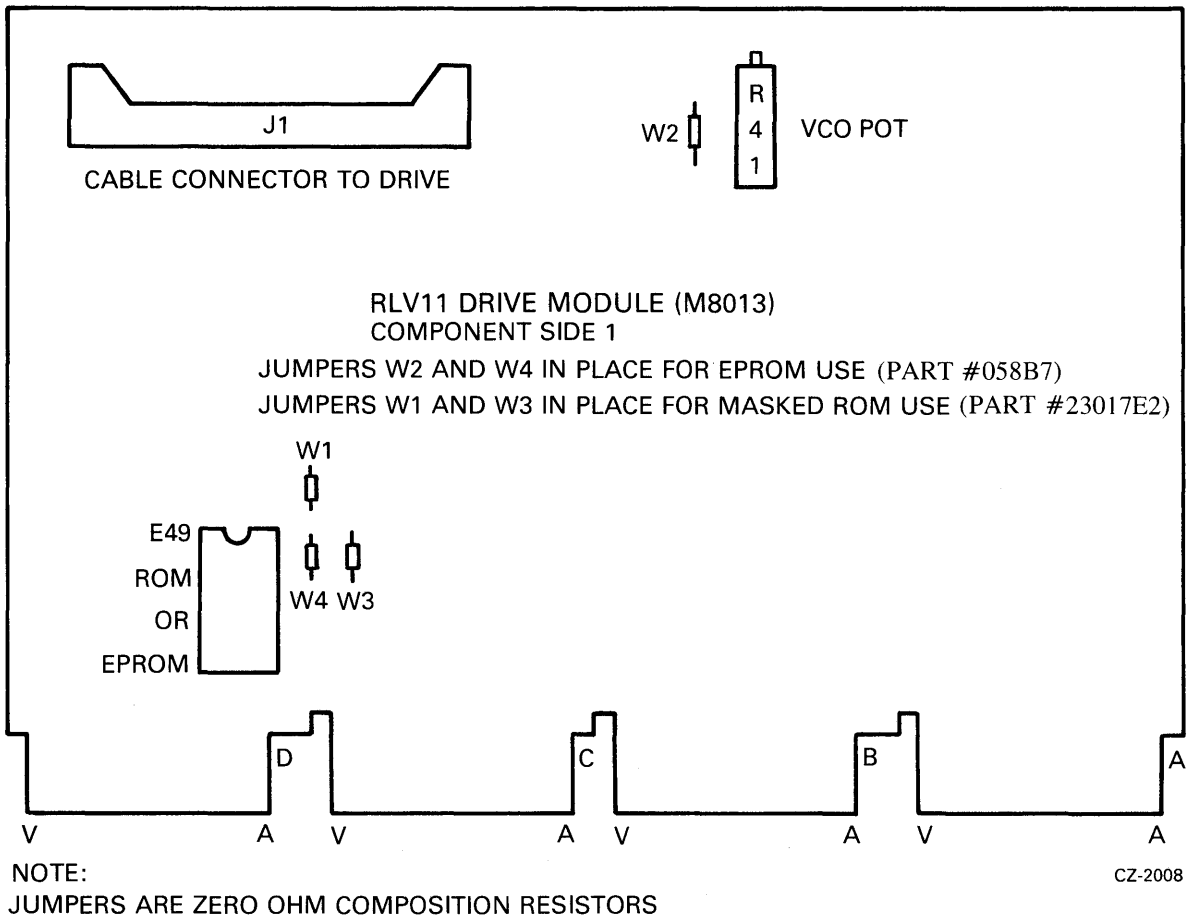 J1
CABLE CONNECTOR TO DRIVE
W2
R
4
1
VCO POT
RLV11 DRIVE MODULE (M8013)
COMPONENT SIDE 1
JUMPERS W2 AND W4 IN PLACE FOR EPROM USE (PART #058B7)
JUMPERS W1 AND W3 IN PLACE FOR MASKED ROM USE (PART #23017E2)
W1
E49
ROM
OR
EPROM
W4 W3
D C B A
V A V A V A V A
NOTE:
JUMPERS ARE ZERO OHM COMPOSITION RESISTORS
CZ-2008